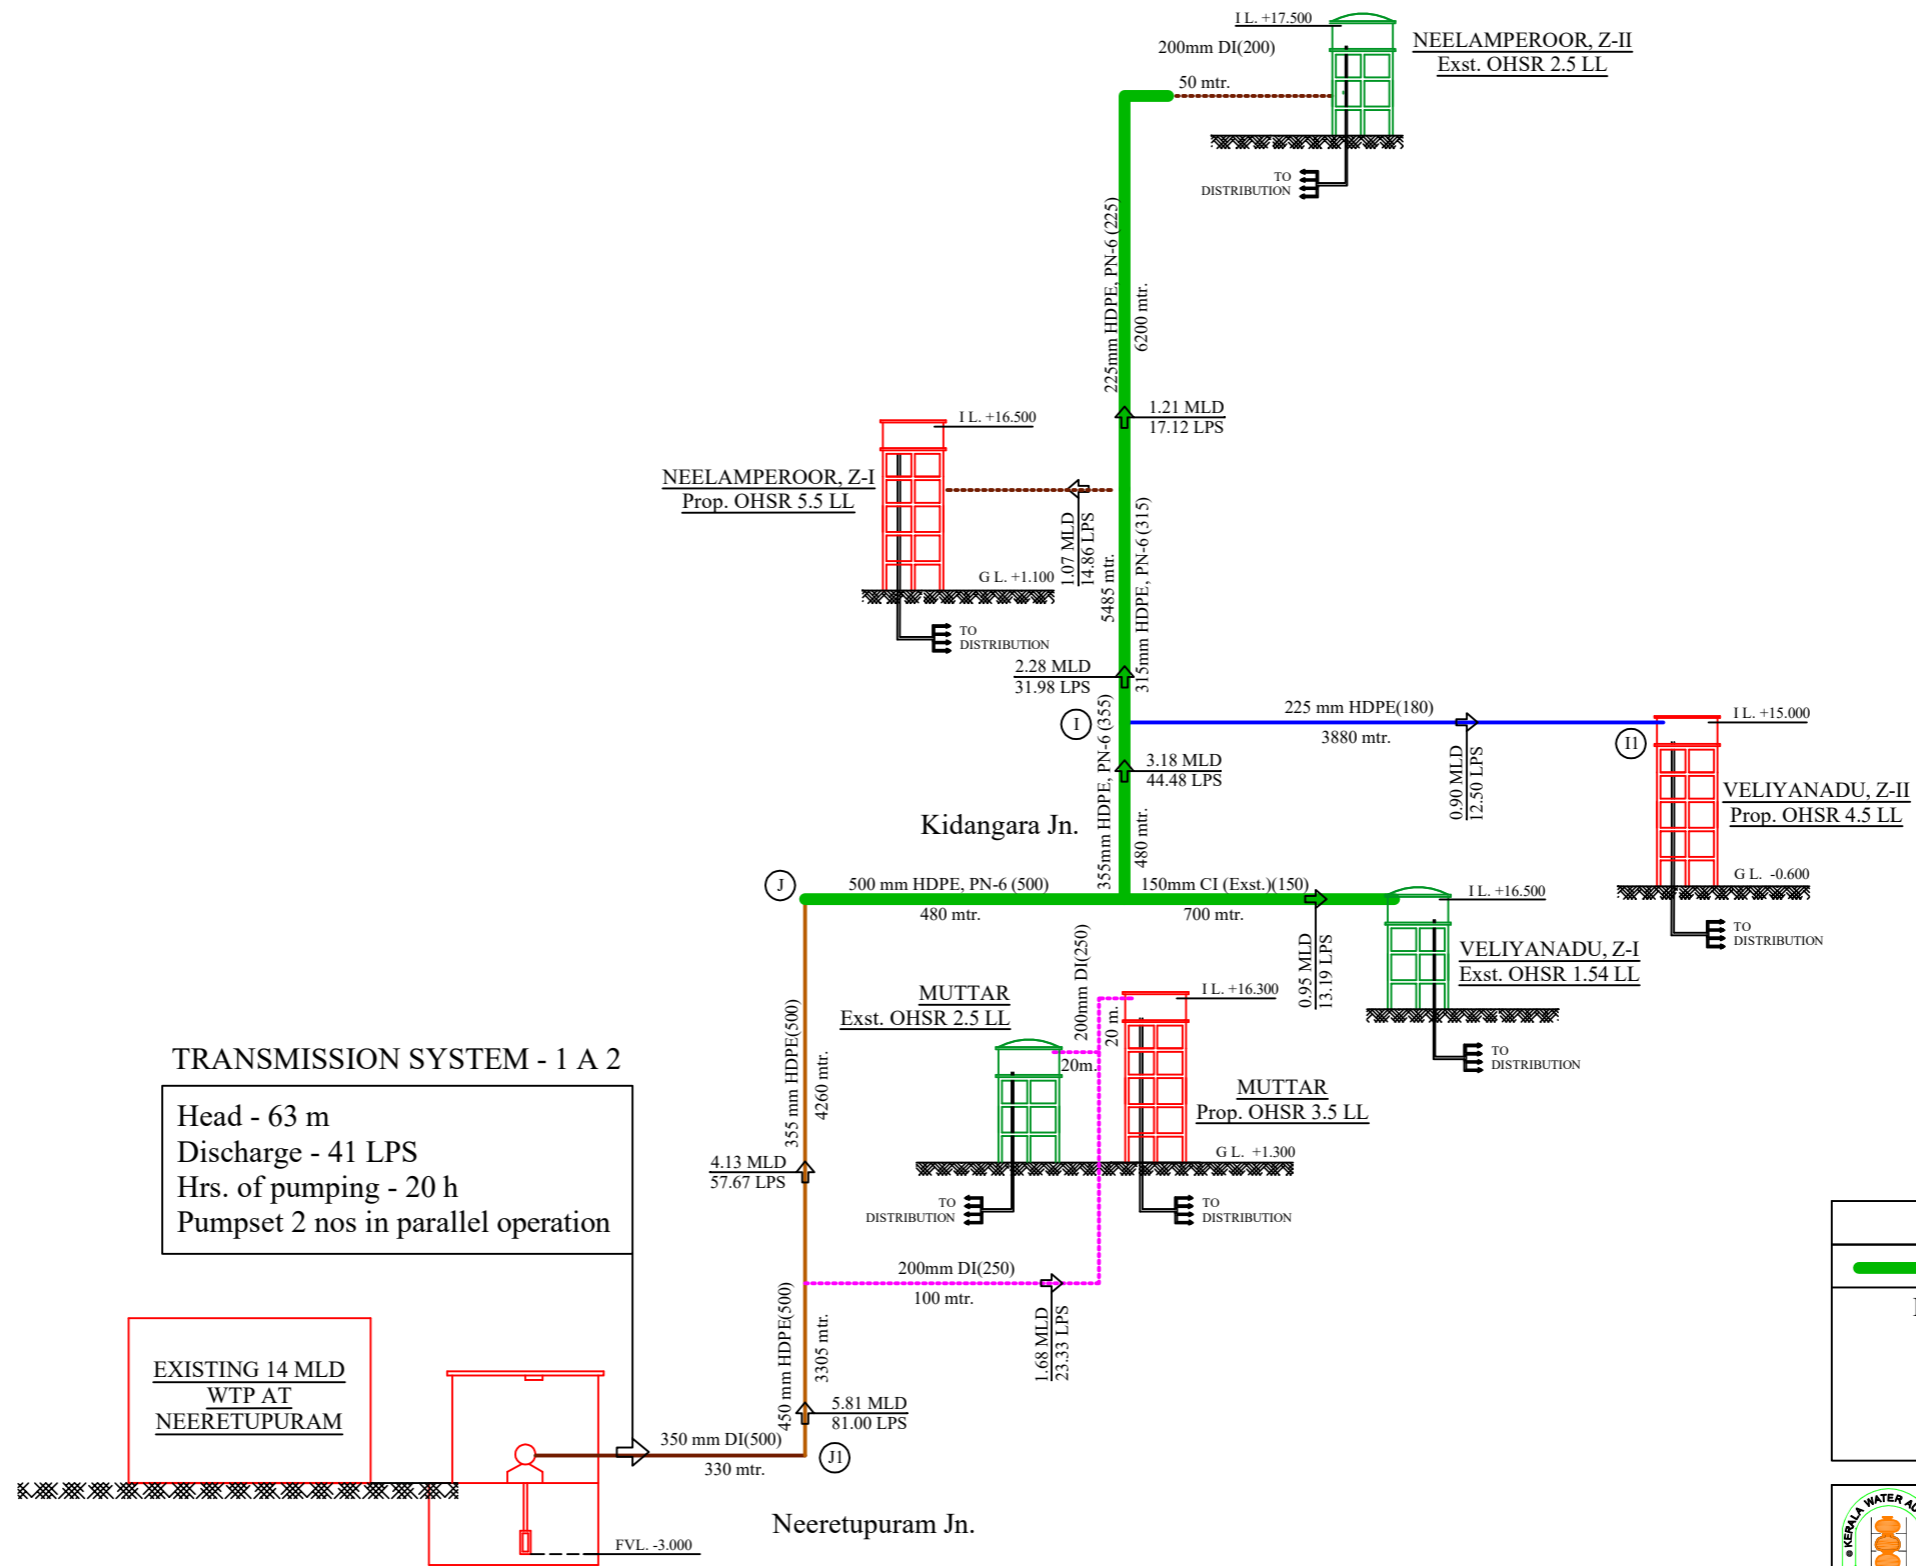 I L. +17.500
200mm DI(200)
50 mtr.
NEELAMPEROOR, Z-II
Exst. OHSR 2.5 LL
TO
DISTRIBUTION
225mm HDPE, PN-6 (225)
6200 mtr.
1.21 MLD
17.12 LPS
I L. +16.500
NEELAMPEROOR, Z-I
Prop. OHSR 5.5 LL
G L. +1.100
TO
DISTRIBUTION
1.07 MLD
14.86 LPS
5485 mtr.
315mm HDPE, PN-6 (315)
2.28 MLD
31.98 LPS
I
225 mm HDPE(180)
3880 mtr.
0.90 MLD
12.50 LPS
I1
I L. +15.000
VELIYANADU, Z-II
Prop. OHSR 4.5 LL
G L. -0.600
TO
DISTRIBUTION
355mm HDPE, PN-6 (355)
480 mtr.
3.18 MLD
44.48 LPS
Kidangara Jn.
J
500 mm HDPE, PN-6 (500)
480 mtr.
150mm CI (Exst.)(150)
700 mtr.
0.95 MLD
13.19 LPS
I L. +16.500
VELIYANADU, Z-I
Exst. OHSR 1.54 LL
TO
DISTRIBUTION
MUTTAR
Exst. OHSR 2.5 LL
200mm DI(250)
20 m.
20m.
I L. +16.300
MUTTAR
Prop. OHSR 3.5 LL
G L. +1.300
TO
DISTRIBUTION
TO
DISTRIBUTION
355 mm HDPE(500)
4260 mtr.
4.13 MLD
57.67 LPS
200mm DI(250)
100 mtr.
1.68 MLD
23.33 LPS
TRANSMISSION SYSTEM - 1 A 2
Head - 63 m
Discharge - 41 LPS
Hrs. of pumping - 20 h
Pumpset 2 nos in parallel operation
450 mm HDPE(500)
3305 mtr.
5.81 MLD
81.00 LPS
EXISTING 14 MLD
WTP AT
NEERETUPURAM
350 mm DI(500)
330 mtr.
J1
Neeretupuram Jn.
FVL. -3.000
KERALA WATER